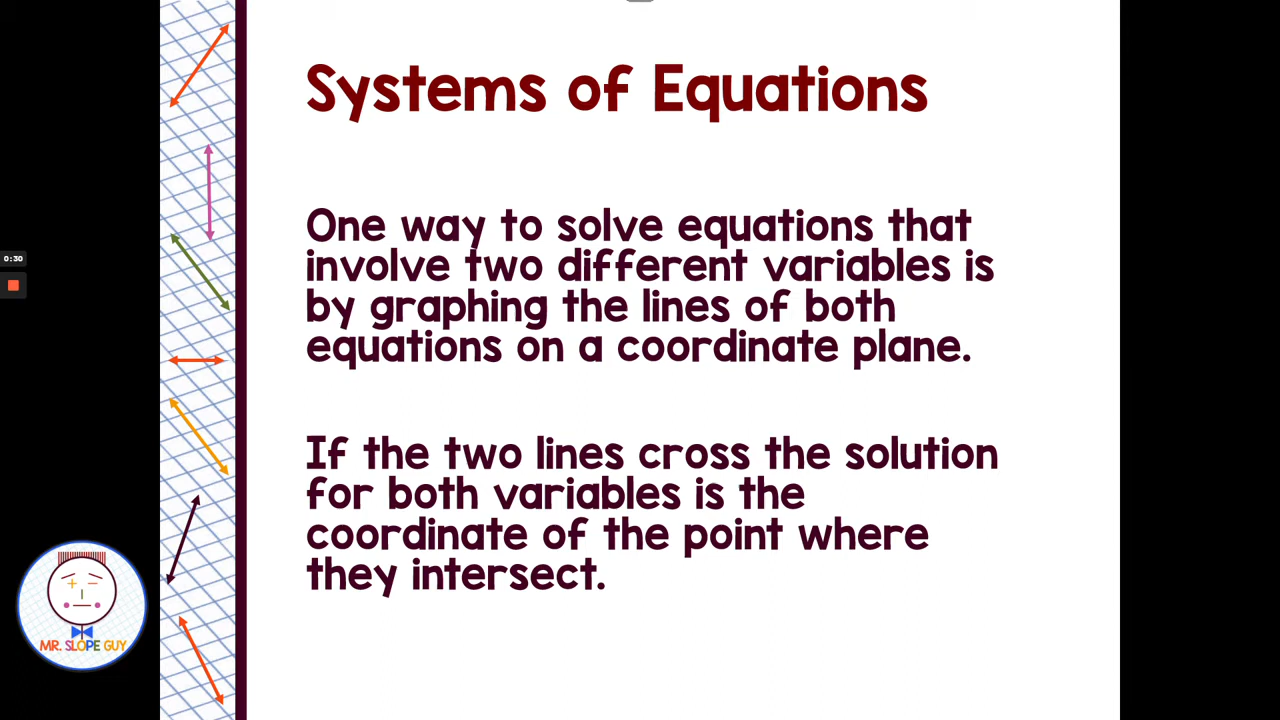 Systems of Equations
One way to solve equations that
involve two different variables is
by graphing the lines of both
equations on a coordinate plane.
If the two lines cross the solution
for both variables is the
coordinate of the point where
they intersect.
0:30
MR. SLOPE GUY